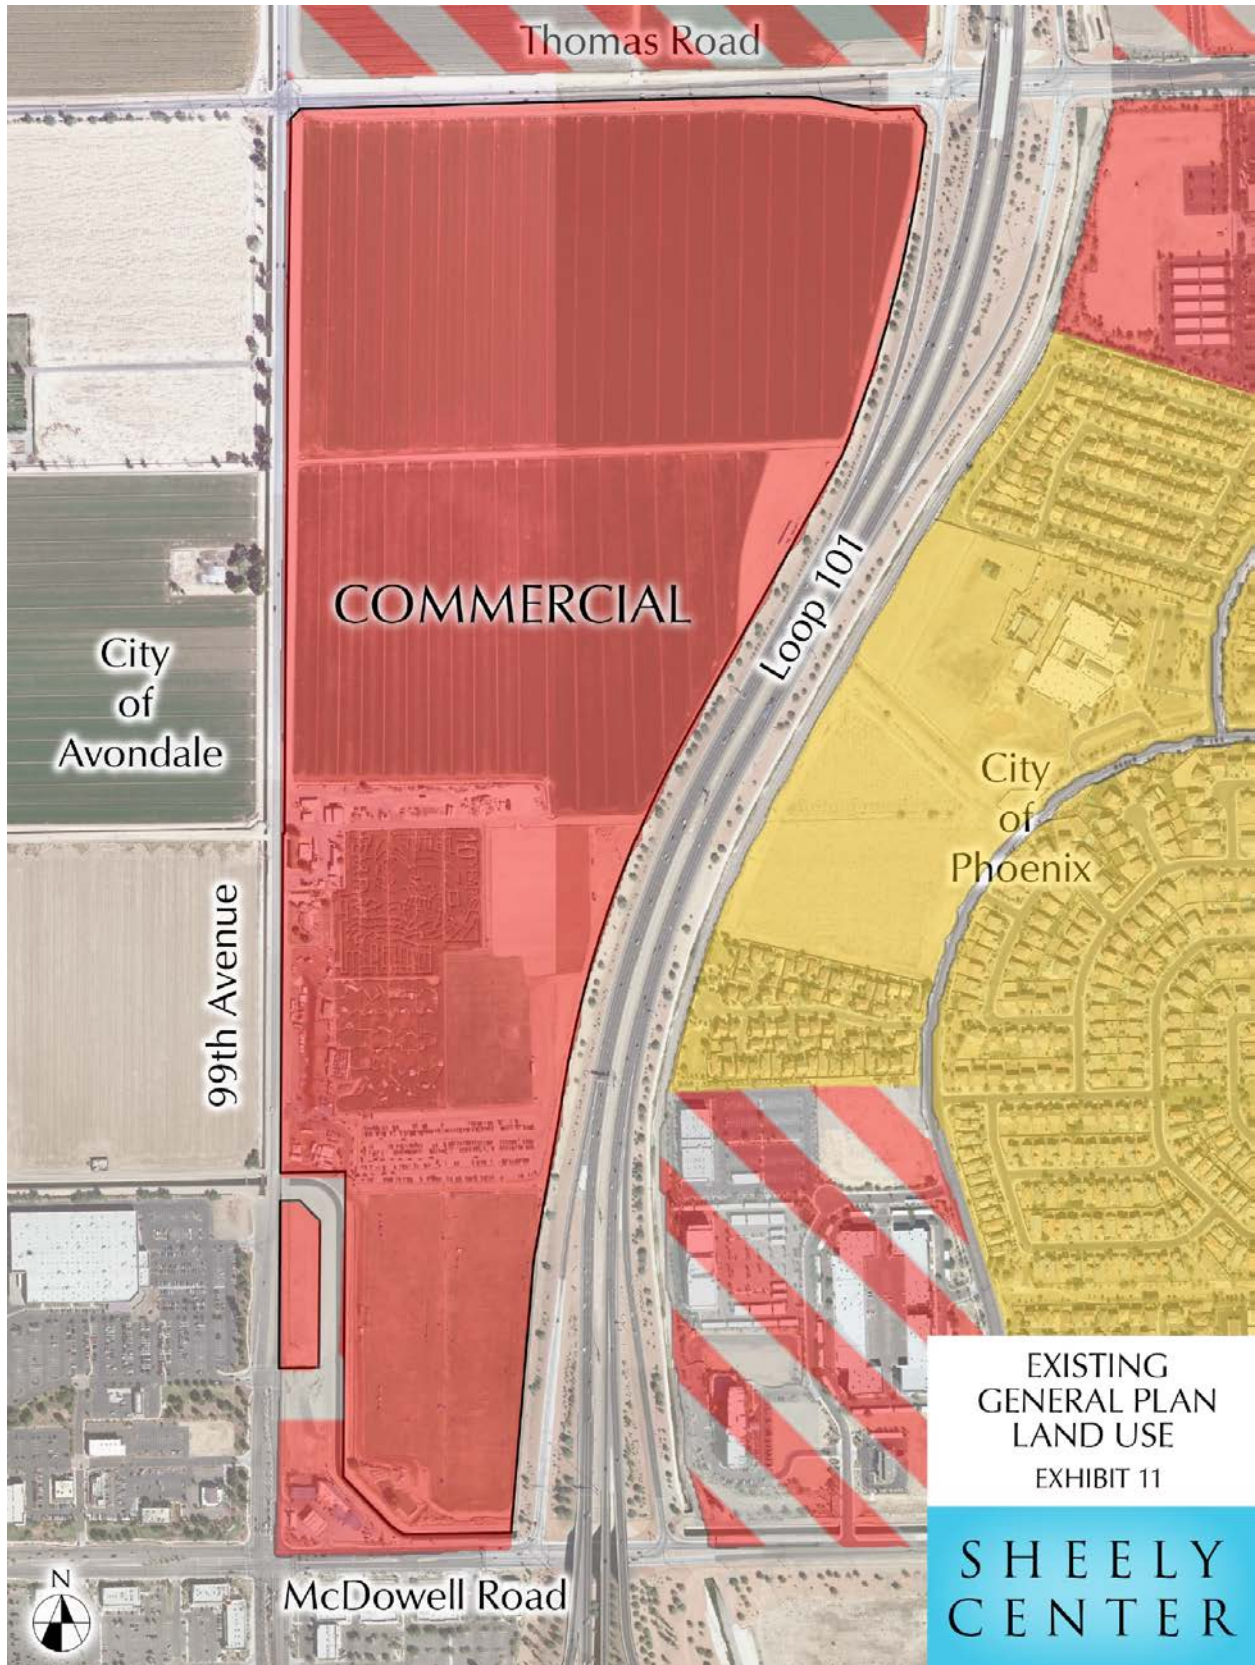 Thomas Road
COMMERCIAL
Loop 101
City
of
Avondale
City
of
Phoenix
99th Avenue
EXISTING
GENERAL PLAN
LAND USE
EXHIBIT 11
N
McDowell Road
SHEELY
CENTER